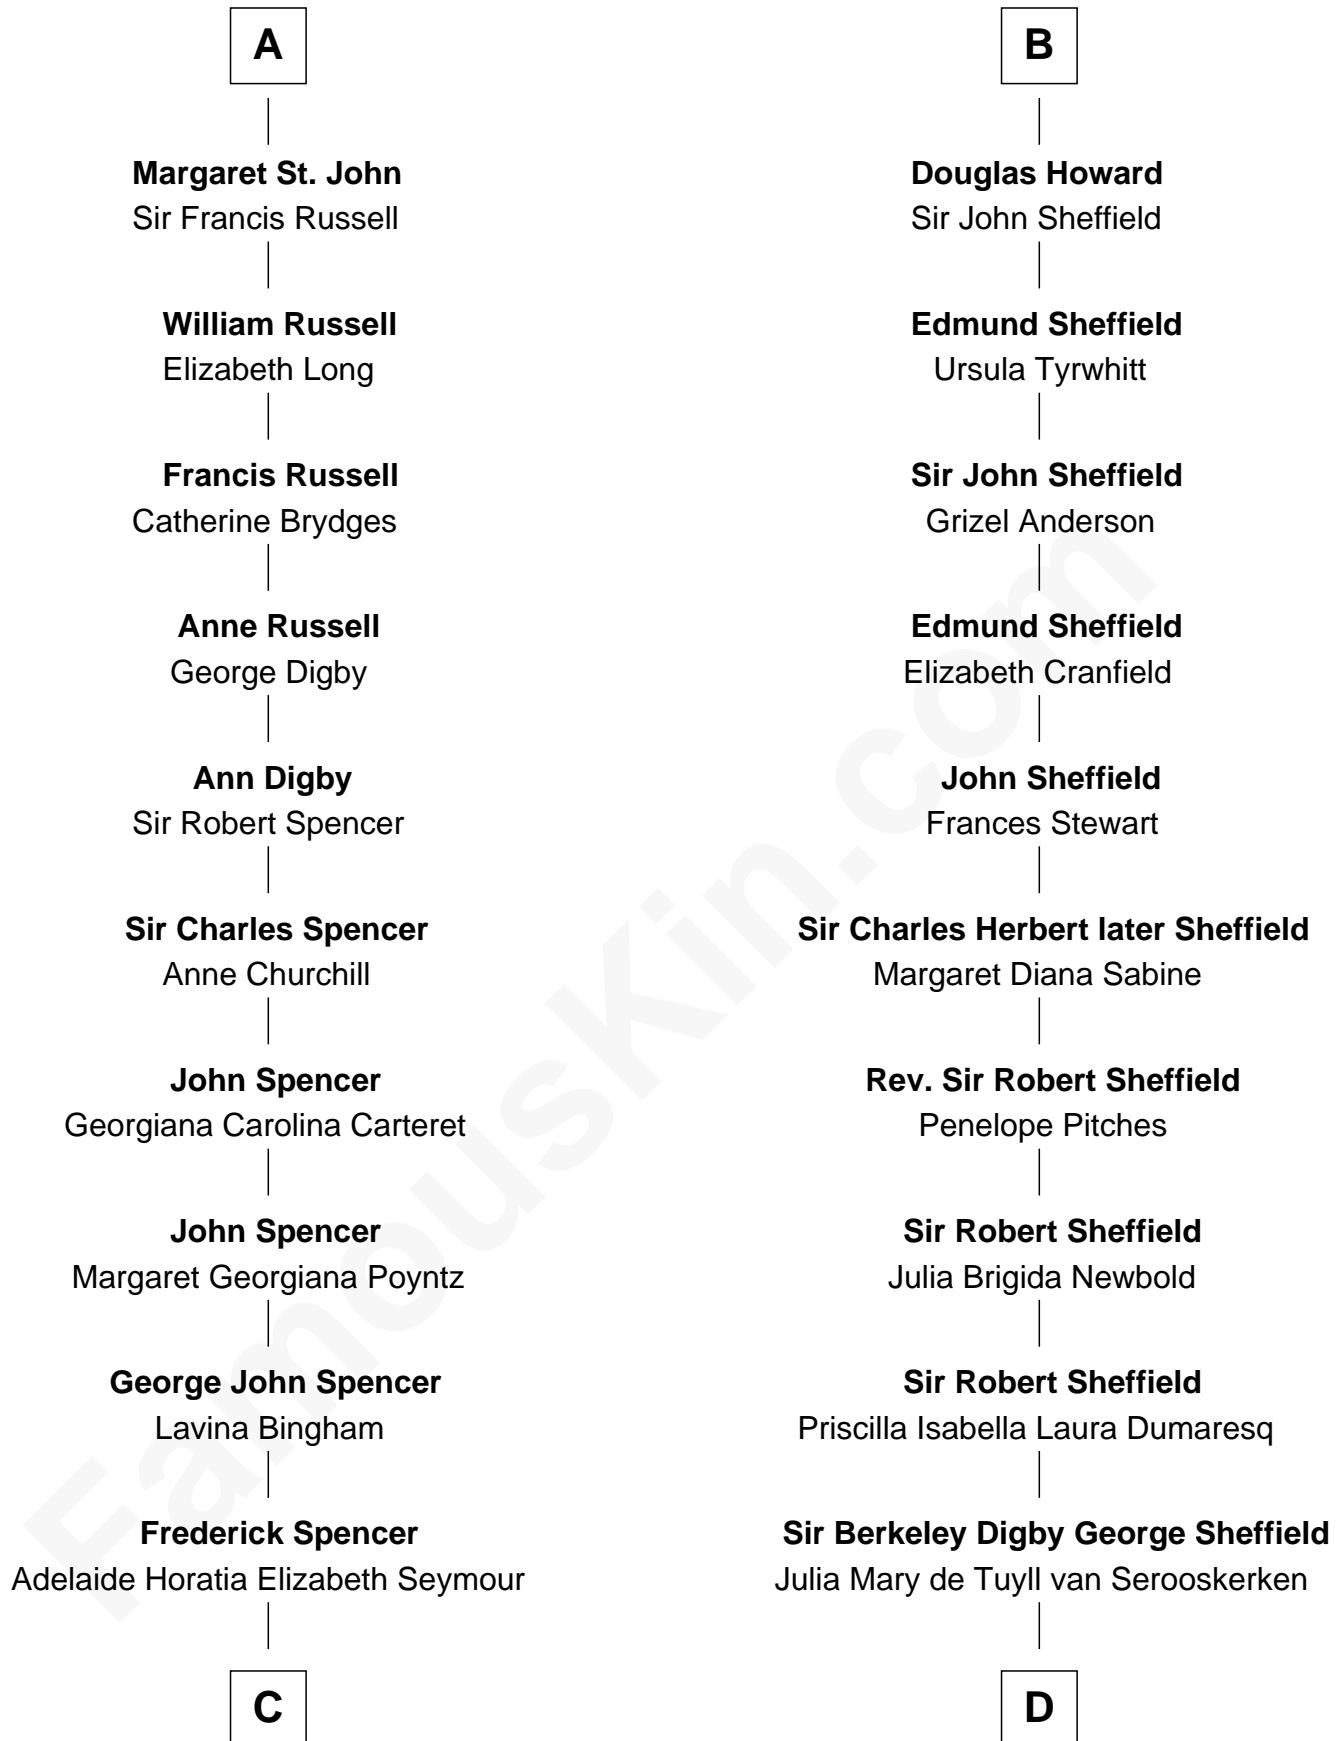 A
Margaret St. John
Sir Francis Russell
William Russell
Elizabeth Long
Francis Russell
Catherine Brydges
Anne Russell
George Digby
Ann Digby
Sir Robert Spencer
Sir Charles Spencer
Anne Churchill
John Spencer
Georgiana Carolina Carteret
John Spencer
Margaret Georgiana Poyntz
George John Spencer
Lavina Bingham
Frederick Spencer
Adelaide Horatia Elizabeth Seymour
C
B
Douglas Howard
Sir John Sheffield
Edmund Sheffield
Ursula Tyrwhitt
Sir John Sheffield
Grizel Anderson
Edmund Sheffield
Elizabeth Cranfield
John Sheffield
Frances Stewart
Sir Charles Herbert later Sheffield
Margaret Diana Sabine
Rev. Sir Robert Sheffield
Penelope Pitches
Sir Robert Sheffield
Julia Brigida Newbold
Sir Robert Sheffield
Priscilla Isabella Laura Dumaresq
Sir Berkeley Digby George Sheffield
Julia Mary de Tuyll van Serooskerken
D
FamousKin.com